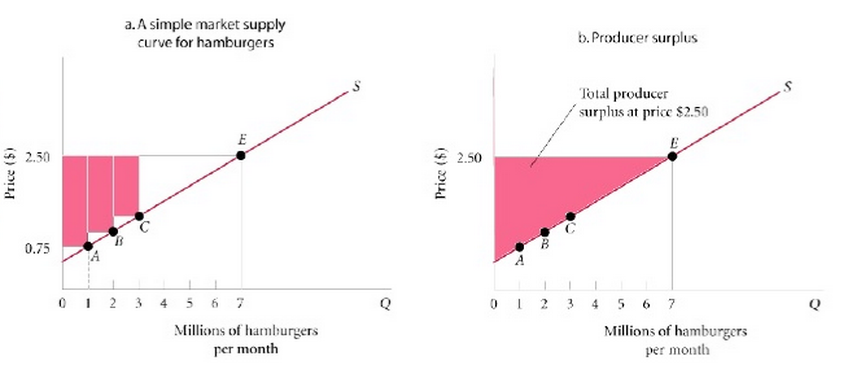 a. A simple market supply
curve for hamburgers
S
E
2.50
Price ($)
C
B
0.75
A
0 1 2 3 4 5 6 7 Q
Millions of hamburgers
per month
b. Producer surplus
S
Total producer
surplus at price $2.50
E
2.50
Price ($)
C
B
A
0 1 2 3 4 5 6 7 Q
Millions of hamburgers
per month